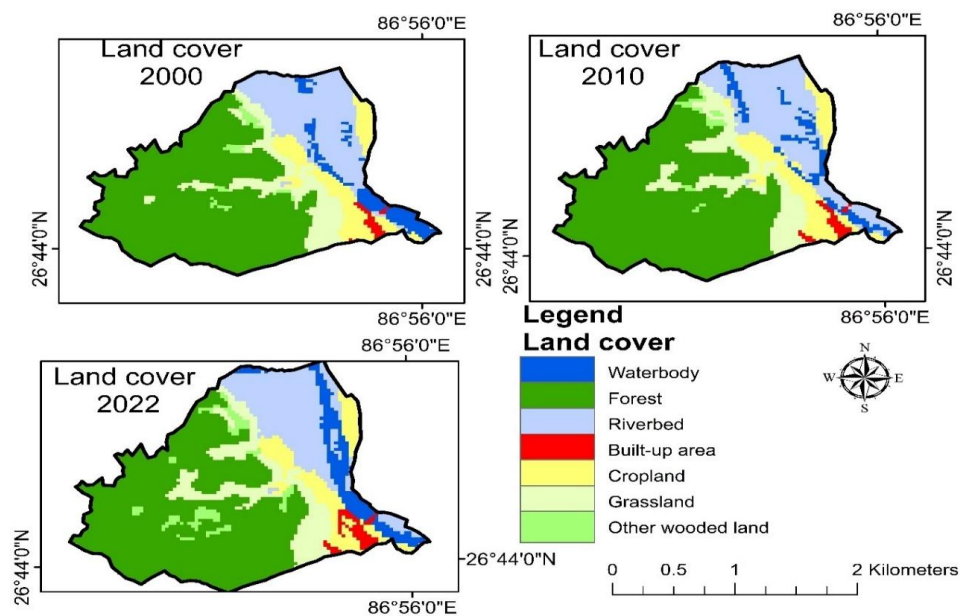 86°56'0"E
Land cover
2000
26°44'0"N
26°44'0"N
86°56'0"E
86°56'0"E
Land cover
2010
26°44'0"N
26°44'0"N
86°56'0"E
86°56'0"E
Land cover
2022
26°44'0"N
26°44'0"N
86°56'0"E
Legend
Land cover
Waterbody
Forest
Riverbed
Built-up area
Cropland
Grassland
Other wooded land
N
W E
S
0 0.5 1 2 Kilometers